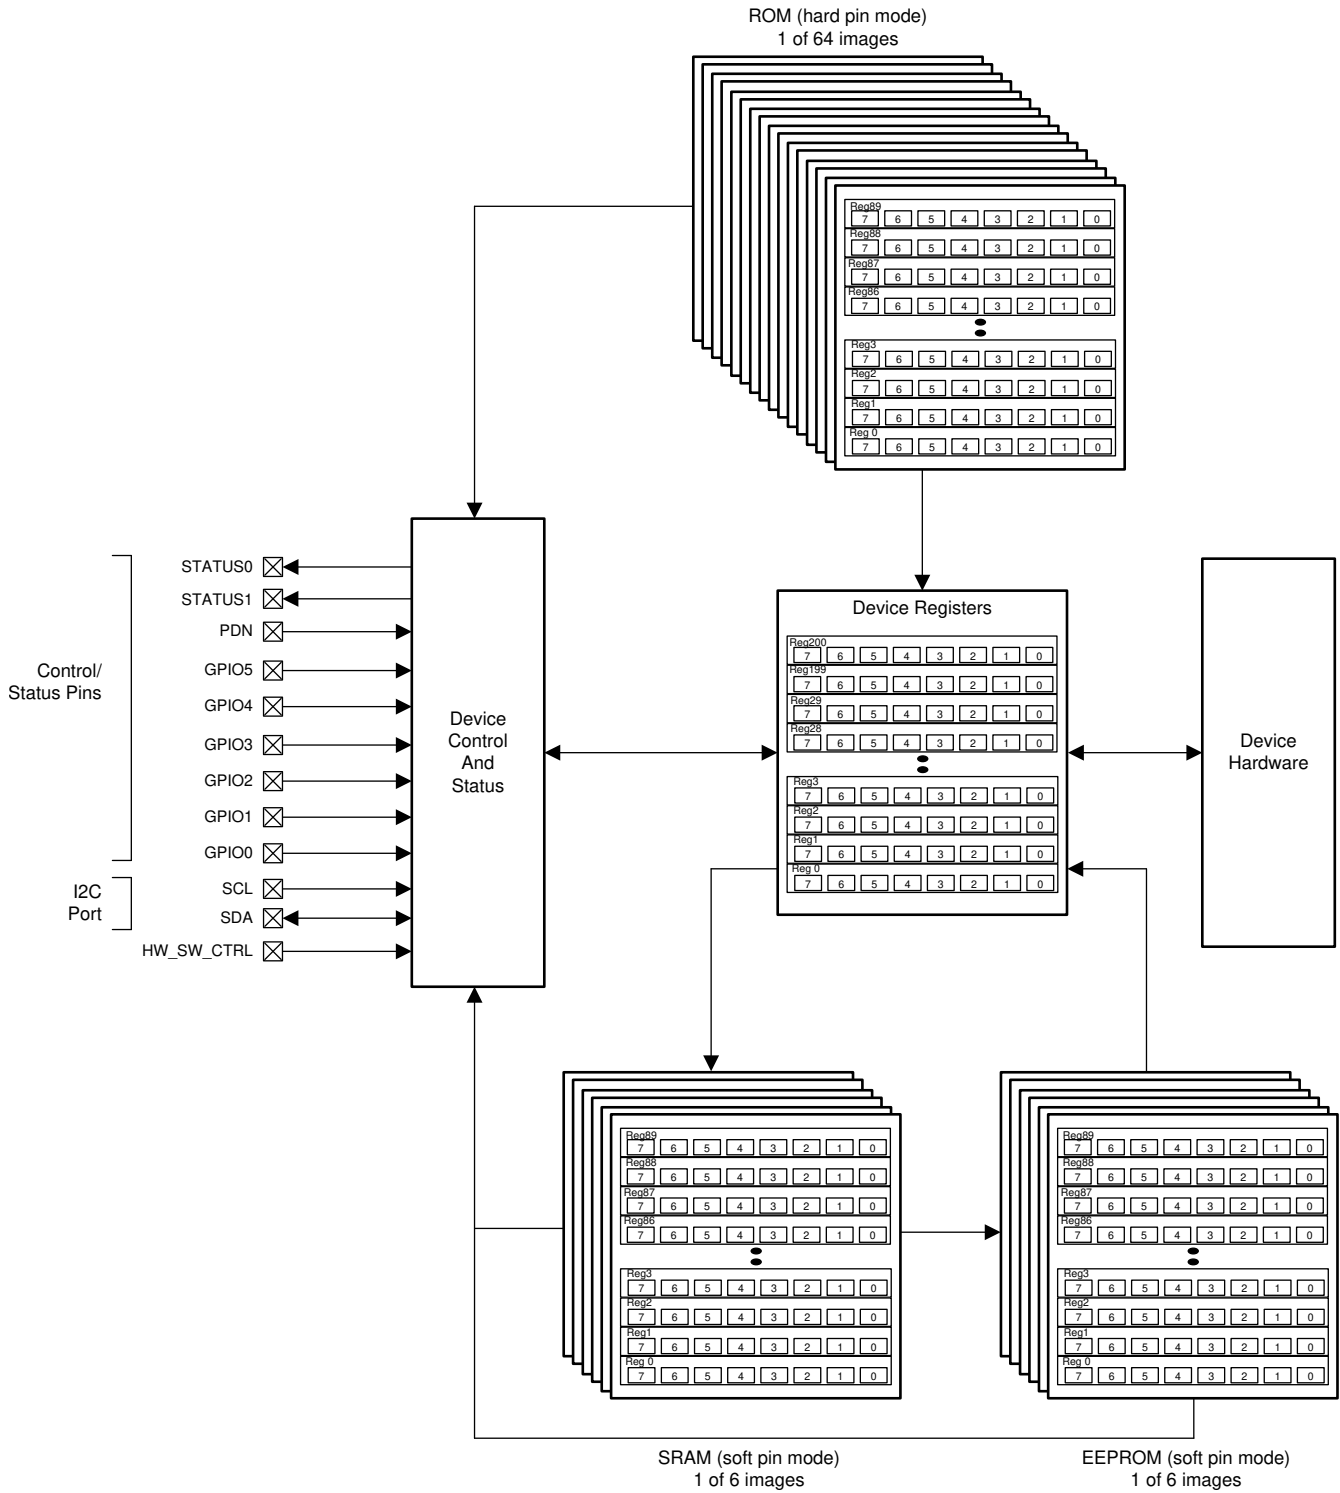 ROM (hard pin mode)
1 of 64 images
Reg89
7 6 5 4 3 2 1 0
Reg88
7 6 5 4 3 2 1 0
Reg87
7 6 5 4 3 2 1 0
Reg86
7 6 5 4 3 2 1 0
Reg3
7 6 5 4 3 2 1 0
Reg2
7 6 5 4 3 2 1 0
Reg1
7 6 5 4 3 2 1 0
Reg 0
7 6 5 4 3 2 1 0
Control/
Status Pins
STATUS0
STATUS1
PDN
GPIO5
GPIO4
GPIO3
GPIO2
GPIO1
GPIO0
I2C
Port
SCL
SDA
HW_SW_CTRL
Device
Control
And
Status
Device Registers
Reg200
7 6 5 4 3 2 1 0
Reg199
7 6 5 4 3 2 1 0
Reg29
7 6 5 4 3 2 1 0
Reg28
7 6 5 4 3 2 1 0
Reg3
7 6 5 4 3 2 1 0
Reg2
7 6 5 4 3 2 1 0
Reg1
7 6 5 4 3 2 1 0
Reg 0
7 6 5 4 3 2 1 0
Device
Hardware
Reg89
7 6 5 4 3 2 1 0
Reg88
7 6 5 4 3 2 1 0
Reg87
7 6 5 4 3 2 1 0
Reg86
7 6 5 4 3 2 1 0
Reg3
7 6 5 4 3 2 1 0
Reg2
7 6 5 4 3 2 1 0
Reg1
7 6 5 4 3 2 1 0
Reg 0
7 6 5 4 3 2 1 0
SRAM (soft pin mode)
1 of 6 images
Reg89
7 6 5 4 3 2 1 0
Reg88
7 6 5 4 3 2 1 0
Reg87
7 6 5 4 3 2 1 0
Reg86
7 6 5 4 3 2 1 0
Reg3
7 6 5 4 3 2 1 0
Reg2
7 6 5 4 3 2 1 0
Reg1
7 6 5 4 3 2 1 0
Reg 0
7 6 5 4 3 2 1 0
EEPROM (soft pin mode)
1 of 6 images